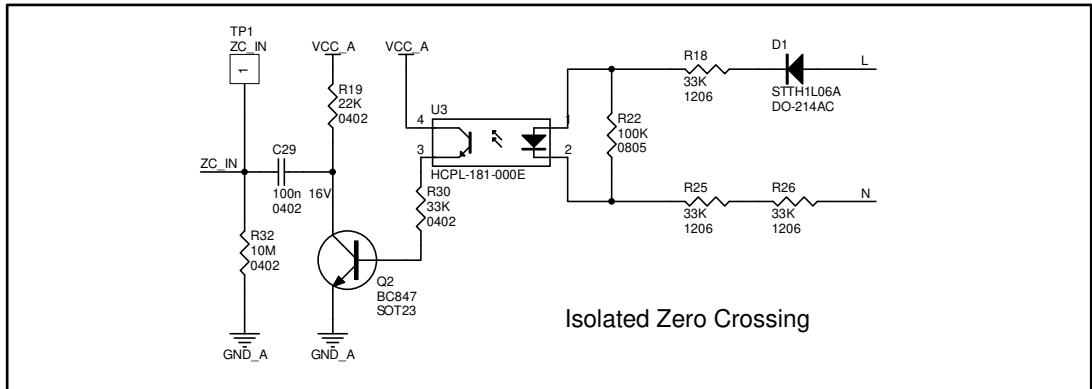 TP1
ZC_IN
1
VCC_A
VCC_A
R19
22K
0402
U3
4
3
1
2
HCPL-181-000E
R18
33K
1206
D1
STTH1L06A
DO-214AC
L
R22
100K
0805
ZC_IN
C29
100n 16V
0402
R30
33K
0402
R25
33K
1206
R26
33K
1206
N
R32
10M
0402
Q2
BC847
SOT23
GND_A
GND_A
Isolated Zero Crossing